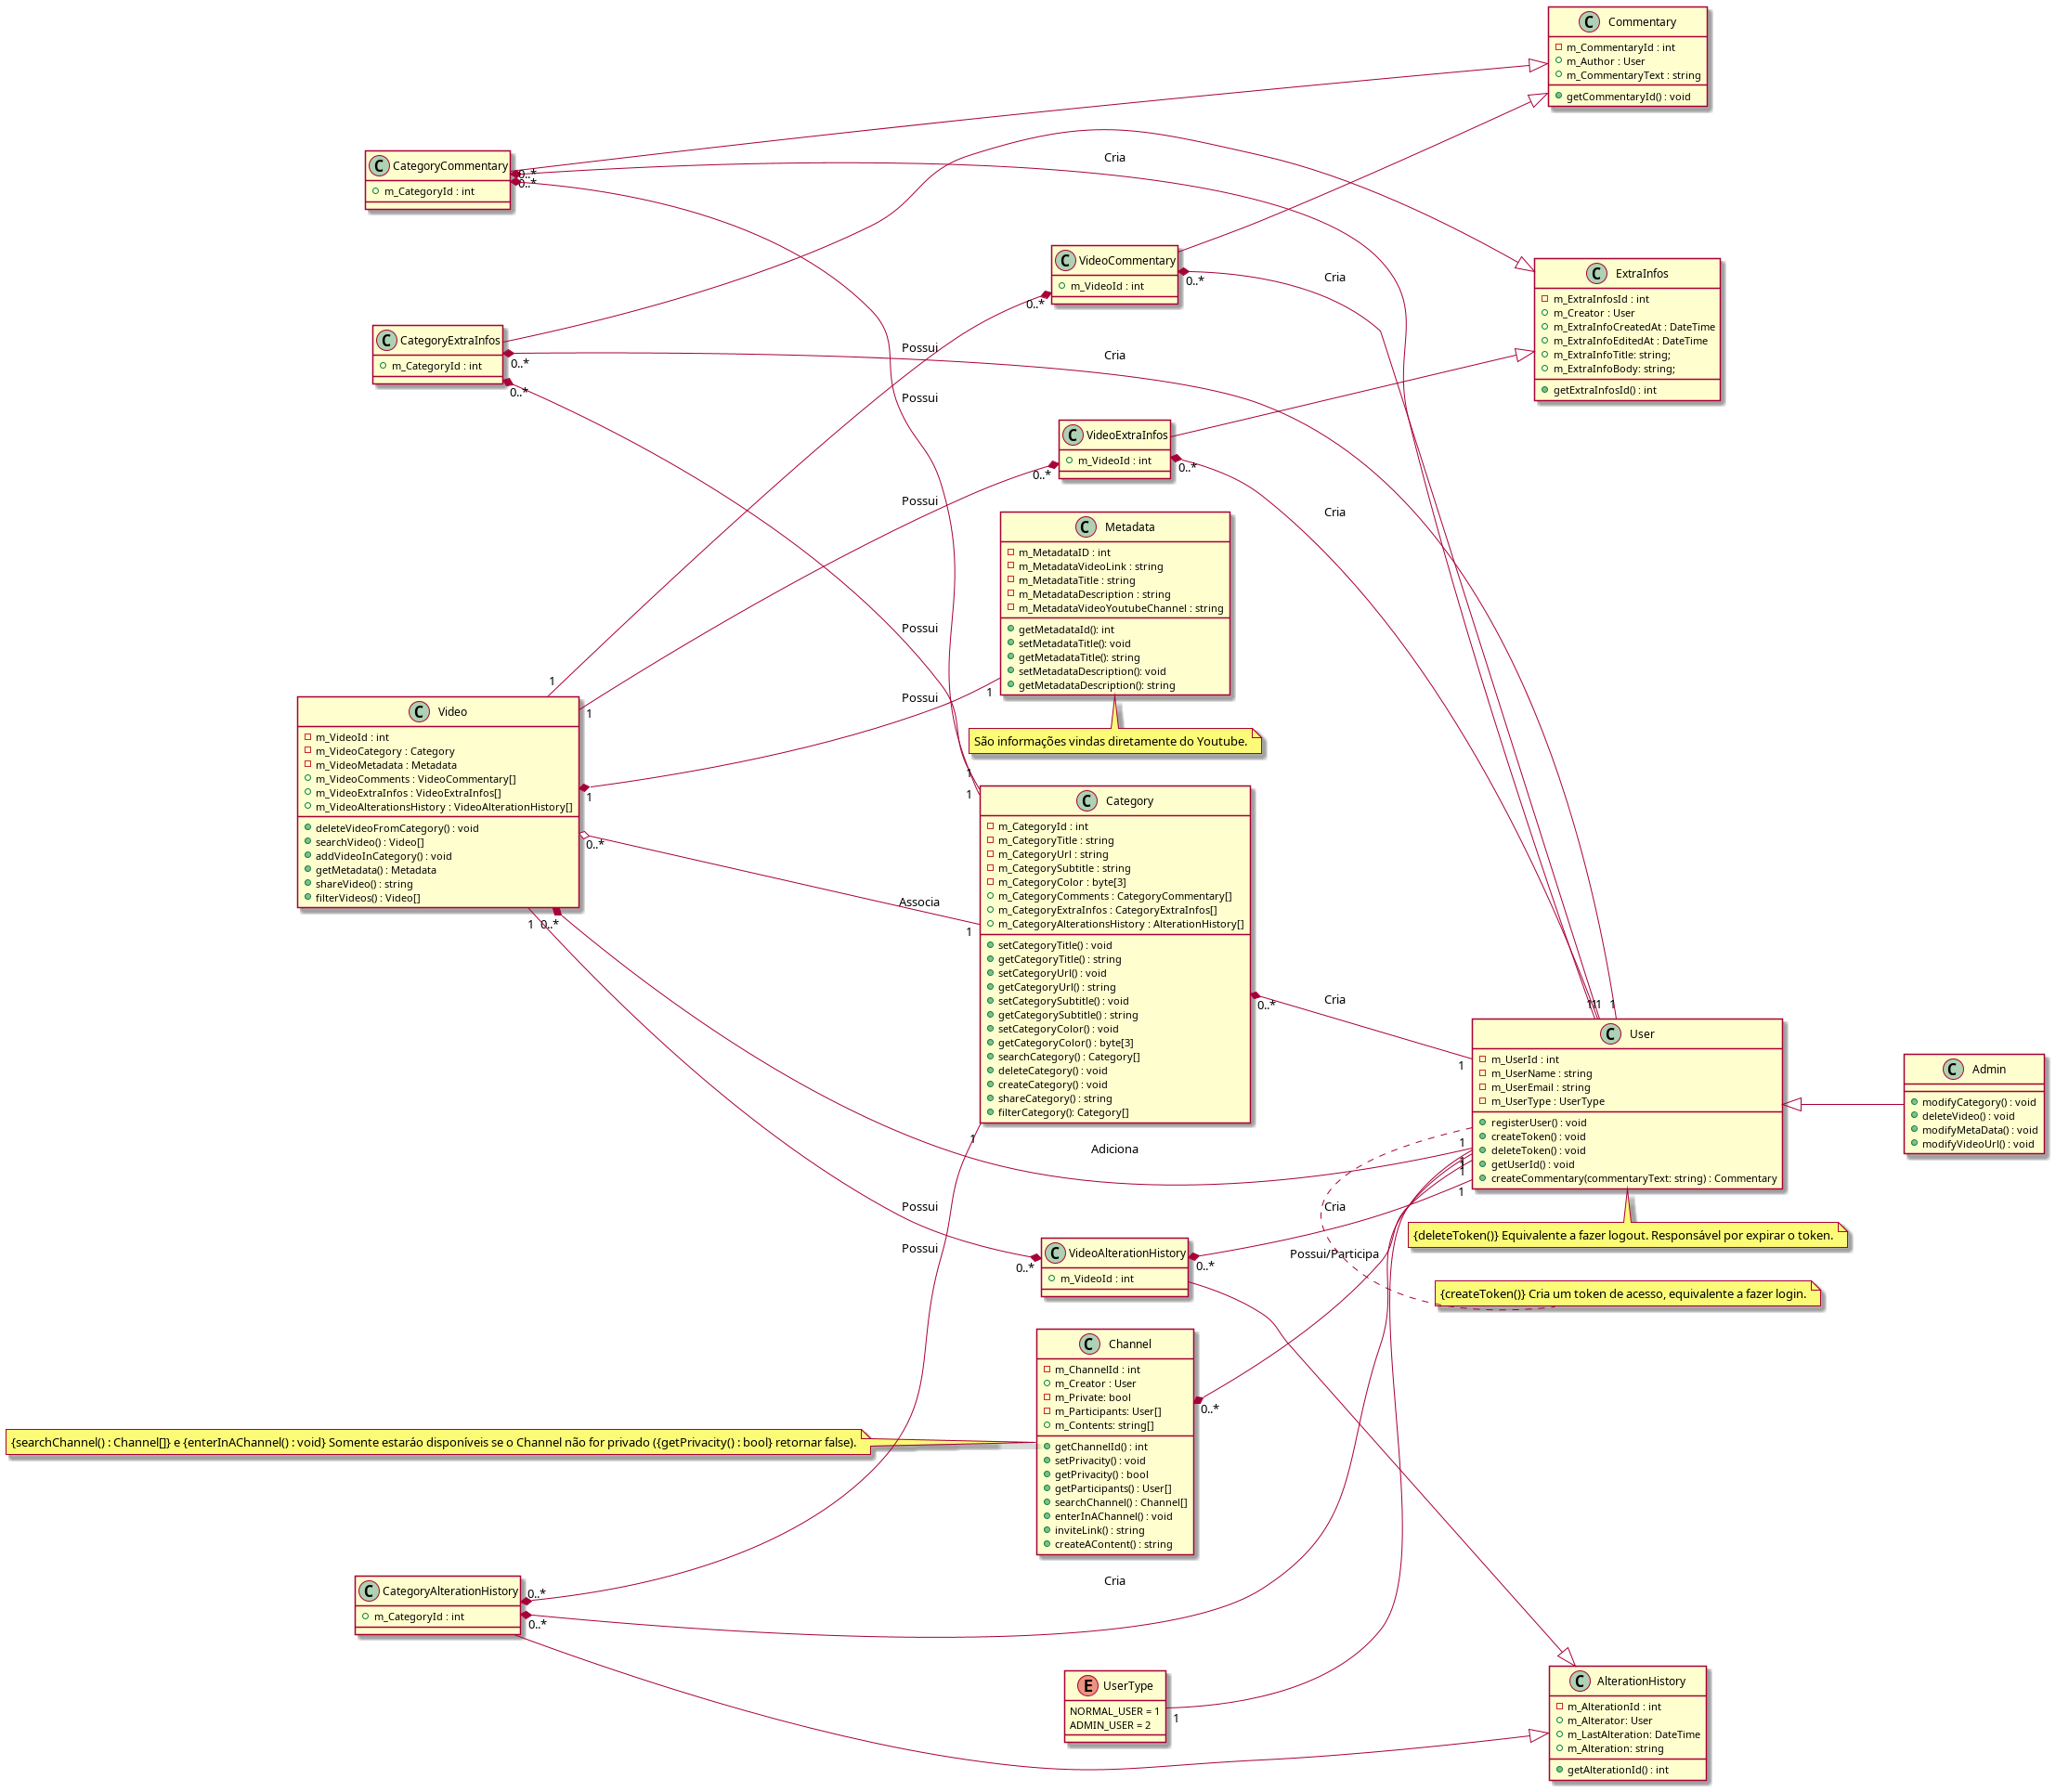 Commentary
m_CommentaryId : int
m_Author : User
m_CommentaryText : string
getCommentaryId() : void
CategoryCommentary
m_CategoryId : int
0..*
0..*
Cria
VideoCommentary
m_VideoId : int
0..*
0..*
Cria
ExtraInfos
m_ExtraInfosId : int
m_Creator : User
m_ExtraInfoCreatedAt : DateTime
m_ExtraInfoEditedAt : DateTime
m_ExtraInfoTitle: string;
m_ExtraInfoBody: string;
getExtraInfosId() : int
CategoryExtraInfos
m_CategoryId : int
0..*
0..*
Possui
Cria
Possui
VideoExtraInfos
m_VideoId : int
0..*
0..*
Possui
Cria
Metadata
m_MetadataID : int
m_MetadataVideoLink : string
m_MetadataTitle : string
m_MetadataDescription : string
m_MetadataVideoYoutubeChannel : string
getMetadataId(): int
setMetadataTitle(): void
getMetadataTitle(): string
setMetadataDescription(): void
getMetadataDescription(): string
Possui
Possui
1
São informações vindas diretamente do Youtube.
1
1
Video
m_VideoId : int
m_VideoCategory : Category
m_VideoMetadata : Metadata
m_VideoComments : VideoCommentary[]
m_VideoExtraInfos : VideoExtraInfos[]
m_VideoAlterationsHistory : VideoAlterationHistory[]
deleteVideoFromCategory() : void
searchVideo() : Video[]
addVideoInCategory() : void
getMetadata() : Metadata
shareVideo() : string
filterVideos() : Video[]
1
0..*
1
0..*
Associa
1
1
1
Category
m_CategoryId : int
m_CategoryTitle : string
m_CategoryUrl : string
m_CategorySubtitle : string
m_CategoryColor : byte[3]
m_CategoryComments : CategoryCommentary[]
m_CategoryExtraInfos : CategoryExtraInfos[]
m_CategoryAlterationsHistory : AlterationHistory[]
setCategoryTitle() : void
getCategoryTitle() : string
setCategoryUrl() : void
getCategoryUrl() : string
setCategorySubtitle() : void
getCategorySubtitle() : string
setCategoryColor() : void
getCategoryColor() : byte[3]
searchCategory() : Category[]
deleteCategory() : void
createCategory() : void
shareCategory() : string
filterCategory(): Category[]
0..*
Cria
1
1
Adiciona
1
1
1
User
m_UserId : int
m_UserName : string
m_UserEmail : string
m_UserType : UserType
registerUser() : void
createToken() : void
deleteToken() : void
getUserId() : void
createCommentary(commentaryText: string) : Commentary
1
1
1
1
Admin
modifyCategory() : void
deleteVideo() : void
modifyMetaData() : void
modifyVideoUrl() : void
{deleteToken()} Equivalente a fazer logout. Responsável por expirar o token.
{createToken()} Cria um token de acesso, equivalente a fazer login.
Possui
Possui
Cria
Possui/Participa
VideoAlterationHistory
m_VideoId : int
0..*
0..*
Channel
m_ChannelId : int
m_Creator : User
m_Private: bool
m_Participants: User[]
m_Contents: string[]
getChannelId() : int
setPrivacity() : void
getPrivacity() : bool
getParticipants() : User[]
searchChannel() : Channel[]
enterInAChannel() : void
inviteLink() : string
createAContent() : string
0..*
{searchChannel() : Channel[]} e {enterInAChannel() : void} Somente estaráo disponíveis se o Channel não for privado ({getPrivacity() : bool} retornar false).
CategoryAlterationHistory
m_CategoryId : int
0..*
0..*
Cria
UserType
NORMAL_USER = 1
ADMIN_USER = 2
1
AlterationHistory
m_AlterationId : int
m_Alterator: User
m_LastAlteration: DateTime
m_Alteration: string
getAlterationId() : int